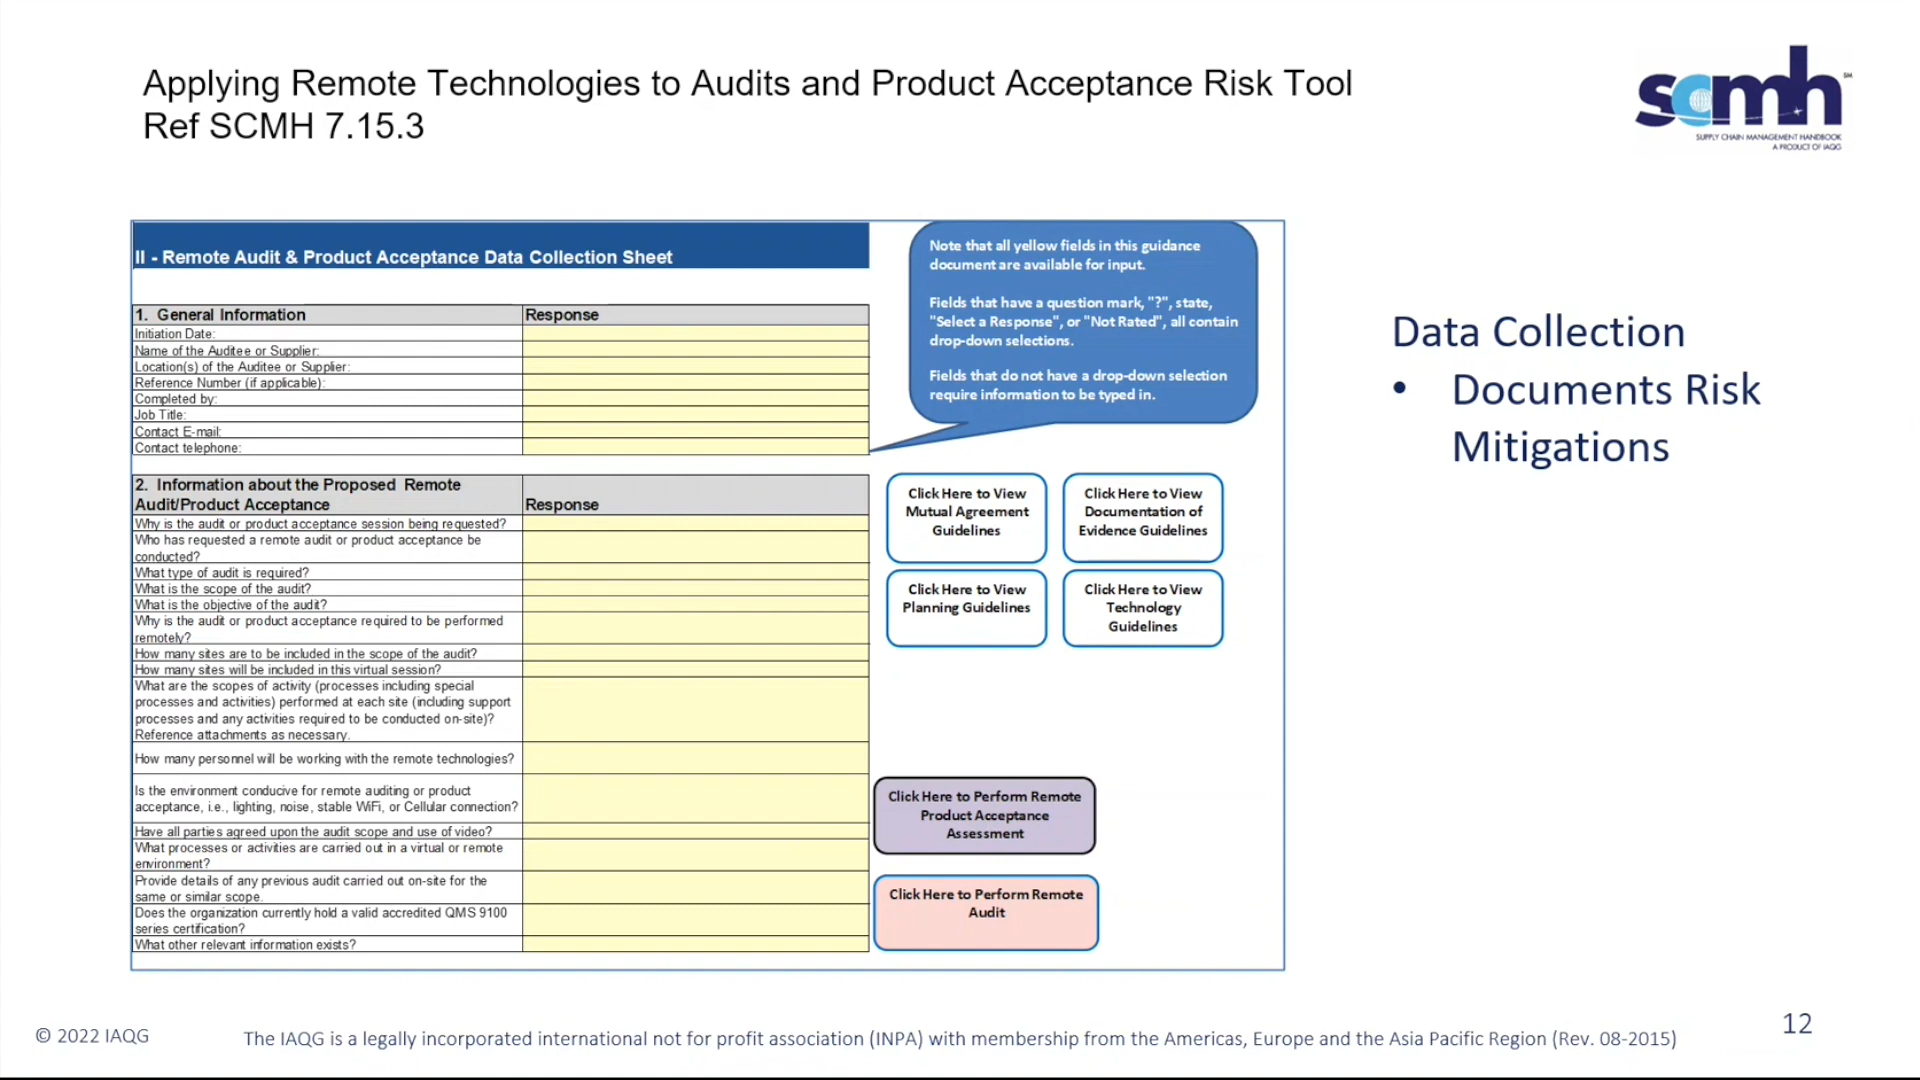 Applying Remote Technologies to Audits and Product Acceptance Risk Tool
Ref SCMH 7.15.3
scmh
SM
SUPPLY CHAIN MANAGEMENT HANDBOOK
A PRODUCT OF IAQG
II - Remote Audit & Product Acceptance Data Collection Sheet
1. General Information
Response
Initiation Date:
Name of the Auditee or Supplier:
Location(s) of the Auditee or Supplier:
Reference Number (if applicable):
Completed by:
Job Title:
Contact E-mail:
Contact telephone:
2. Information about the Proposed Remote
Audit/Product Acceptance
Response
Why is the audit or product acceptance session being requested?
Who has requested a remote audit or product acceptance be
conducted?
What type of audit is required?
What is the scope of the audit?
What is the objective of the audit?
Why is the audit or product acceptance required to be performed
remotely?
How many sites are to be included in the scope of the audit?
How many sites will be included in this virtual session?
What are the scopes of activity (processes including special
processes and activities) performed at each site (including support
processes and any activities required to be conducted on-site)?
Reference attachments as necessary.
How many personnel will be working with the remote technologies?
Is the environment conducive for remote auditing or product
acceptance, i.e., lighting, noise, stable WiFi, or Cellular connection?
Have all parties agreed upon the audit scope and use of video?
What processes or activities are carried out in a virtual or remote
environment?
Provide details of any previous audit carried out on-site for the
same or similar scope.
Does the organization currently hold a valid accredited QMS 9100
series certification?
What other relevant information exists?
Note that all yellow fields in this guidance
document are available for input.
Fields that have a question mark, "?", state,
"Select a Response", or "Not Rated", all contain
drop-down selections.
Fields that do not have a drop-down selection
require information to be typed in.
Click Here to View
Mutual Agreement
Guidelines
Click Here to View
Documentation of
Evidence Guidelines
Click Here to View
Planning Guidelines
Click Here to View
Technology
Guidelines
Click Here to Perform Remote
Product Acceptance
Assessment
Click Here to Perform Remote
Audit
Data Collection
• Documents Risk
Mitigations
© 2022 IAQG
The IAQG is a legally incorporated international not for profit association (INPA) with membership from the Americas, Europe and the Asia Pacific Region (Rev. 08-2015)
12